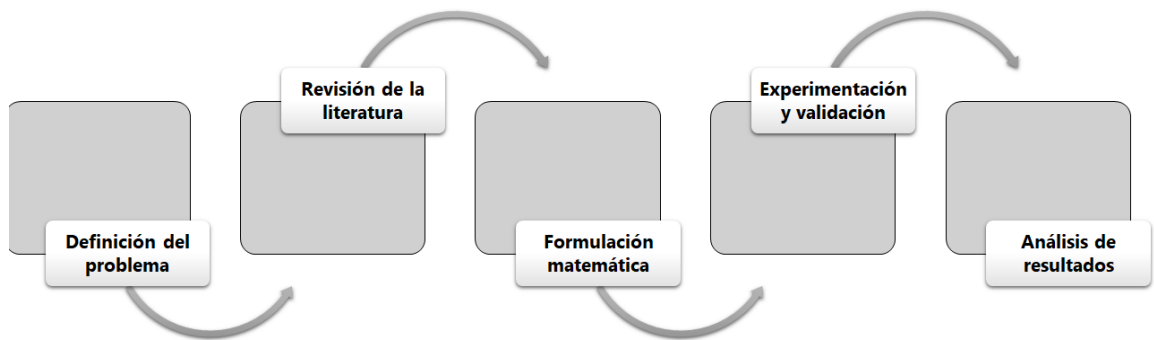 Definición del
problema
Revisión de la
literatura
Formulación
matemática
Experimentación
y validación
Análisis de
resultados